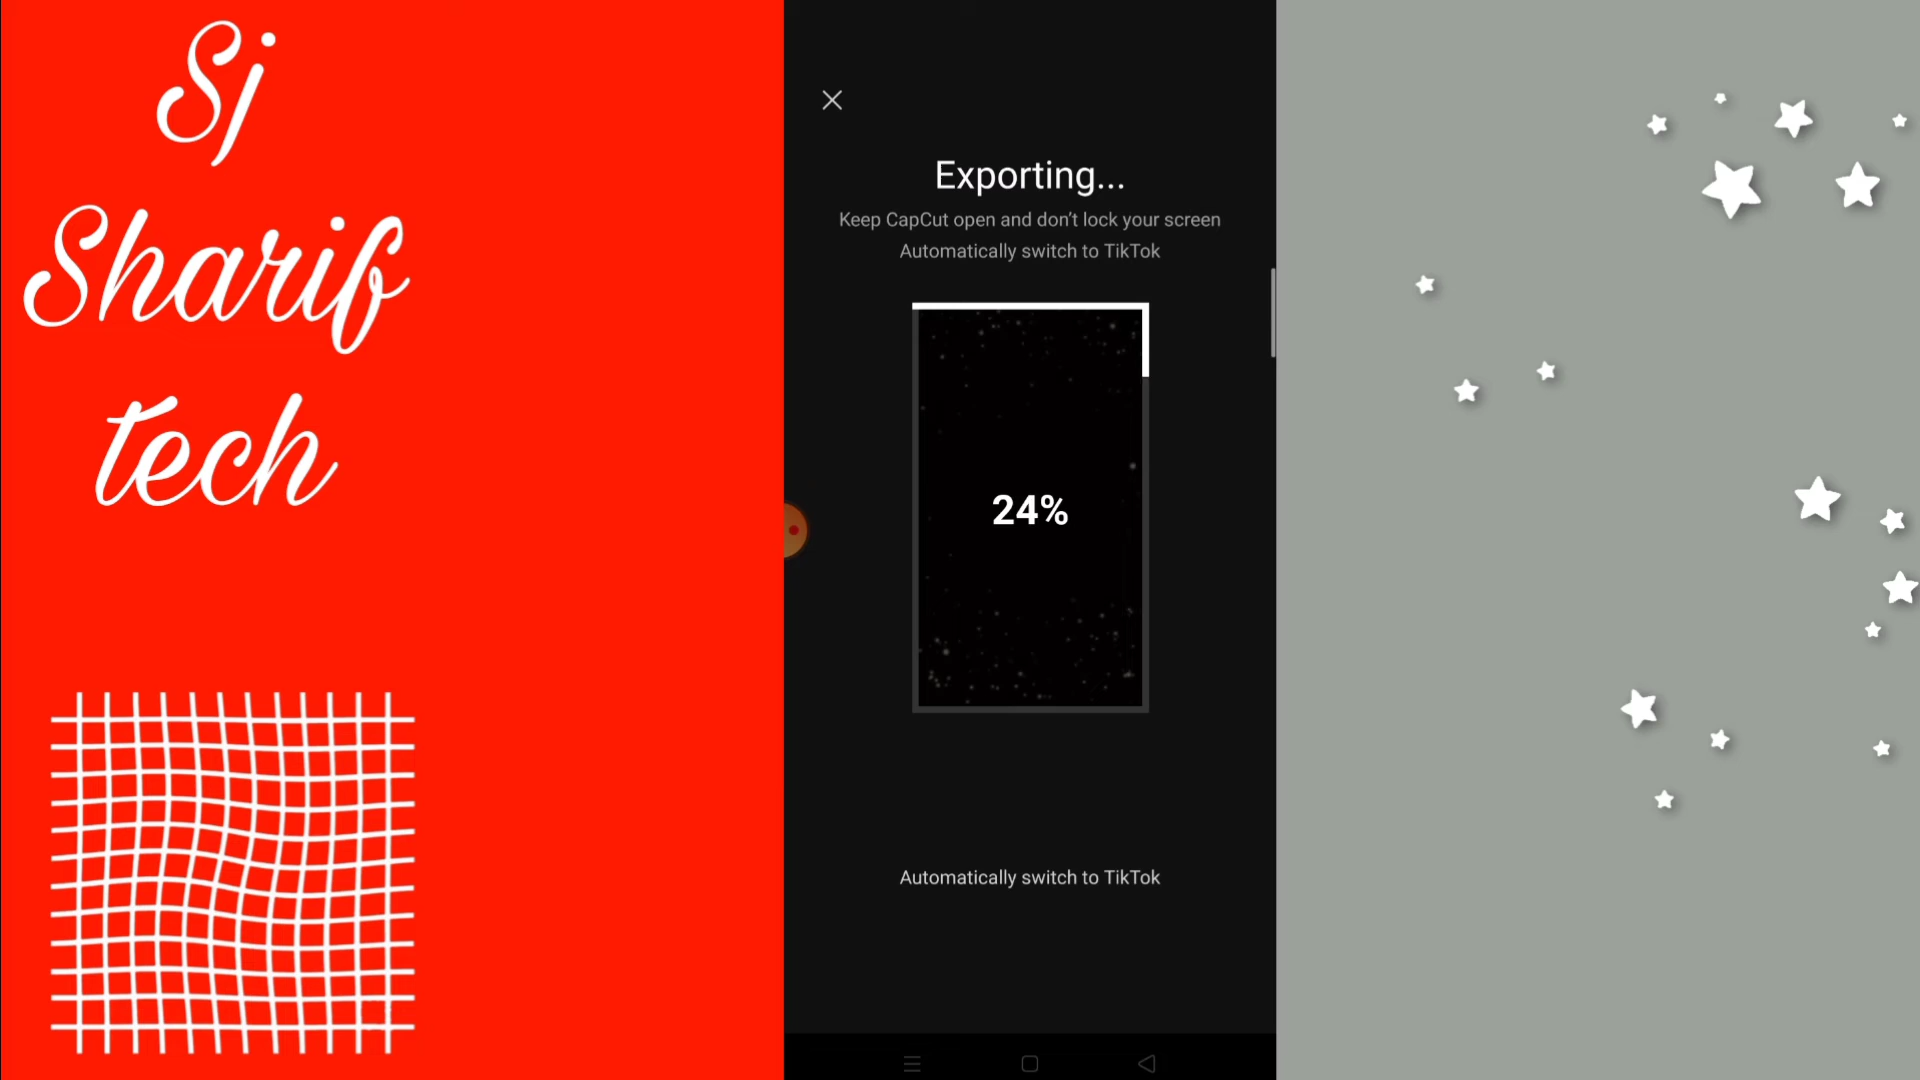 Sj
Sharif
tech
Exporting...
Keep CapCut open and don't lock your screen
Automatically switch to TikTok
24%
Automatically switch to TikTok